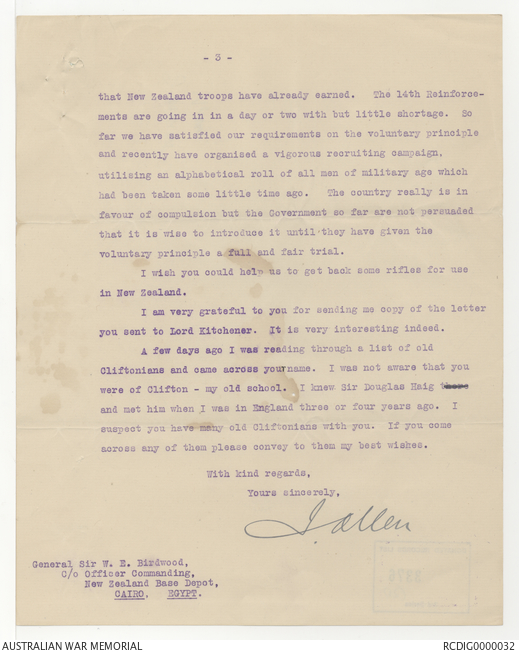 - 3 -
that New Zealand troops have already earned. The 14th Reinforce-
ments are going in in a day or two with but little shortage. So
far we have satisfied our requirements on the voluntary principle
and recently have organised a vigorous recruiting campaign,
utilising an alphabetical roll of all men of military age which
had been taken some little time ago. The country really is in
favour of compulsion but the Government so far are not persuaded
that it is wise to introduce it until they have given the
voluntary principle a full and fair trial.
I wish you could help us to get back some rifles for use
in New Zealand.
I am very grateful to you for sending me copy of the letter
you sent to Lord Kitchener. It is very interesting indeed.
A few days ago I was reading through a list of old
Cliftonians and came across your name. I was not aware that you
were of Clifton - my old school. I knew Sir Douglas Haig there
and met him when I was in England three or four years ago. I
suspect you have many old Cliftonians with you. If you come
across any of them please convey to them my best wishes.
With kind regards,
Yours sincerely,
J. Allen
General Sir W. E. Birdwood,
C/o Officer Commanding,
New Zealand Base Depot,
CAIRO, EGYPT.
AUSTRALIAN WAR MEMORIAL RCDIG0000032